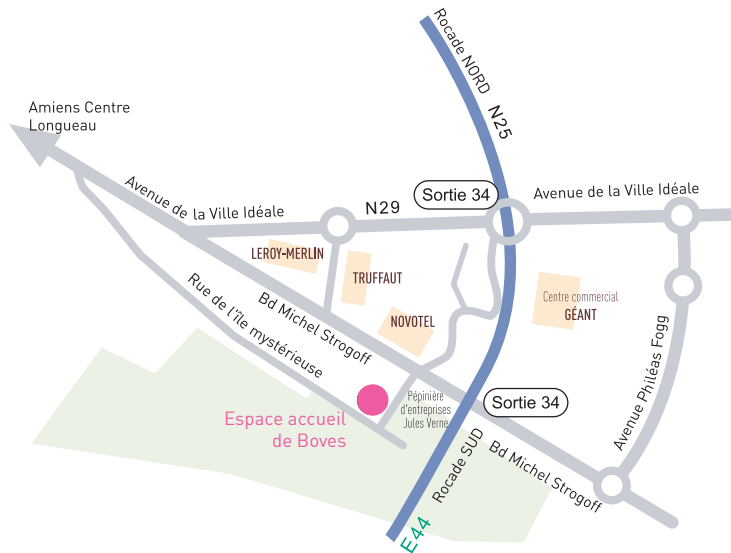 Rocade NORD
N25
Amiens Centre
Longueau
Sortie 34
Avenue de la Ville Idéale
Avenue de la Ville Idéale
N29
LEROY-MERLIN
TRUFFAUT
Centre commercial
GÉANT
Rue de l'île mystérieuse
Bd Michel Strogoff
NOVOTEL
Avenue Philéas Fogg
Espace accueil
de Boves
Pépinière
d'entreprises
Jules Verne
Sortie 34
Rocade SUD
Bd Michel Strogoff
E44